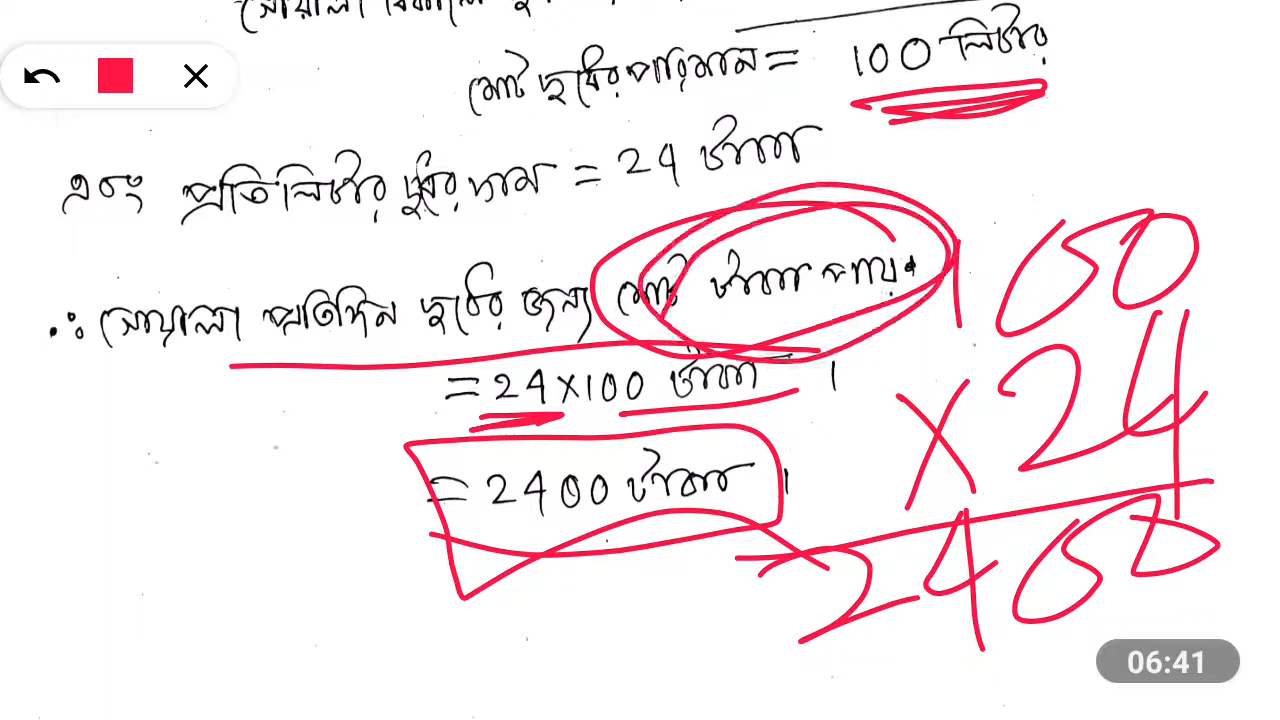 গোয়ালা বিকালে
মোট দুধের পরিমান = 100 লিটার
এবং প্রতি লিটার দুধের দাম = 24 টাকা
∴ গোয়ালা প্রতিদিন দুধের জন্য মোট টাকা পায়
= 24 × 100 টাকা ।
= 2400 টাকা ।
100
× 24
2400
06:41